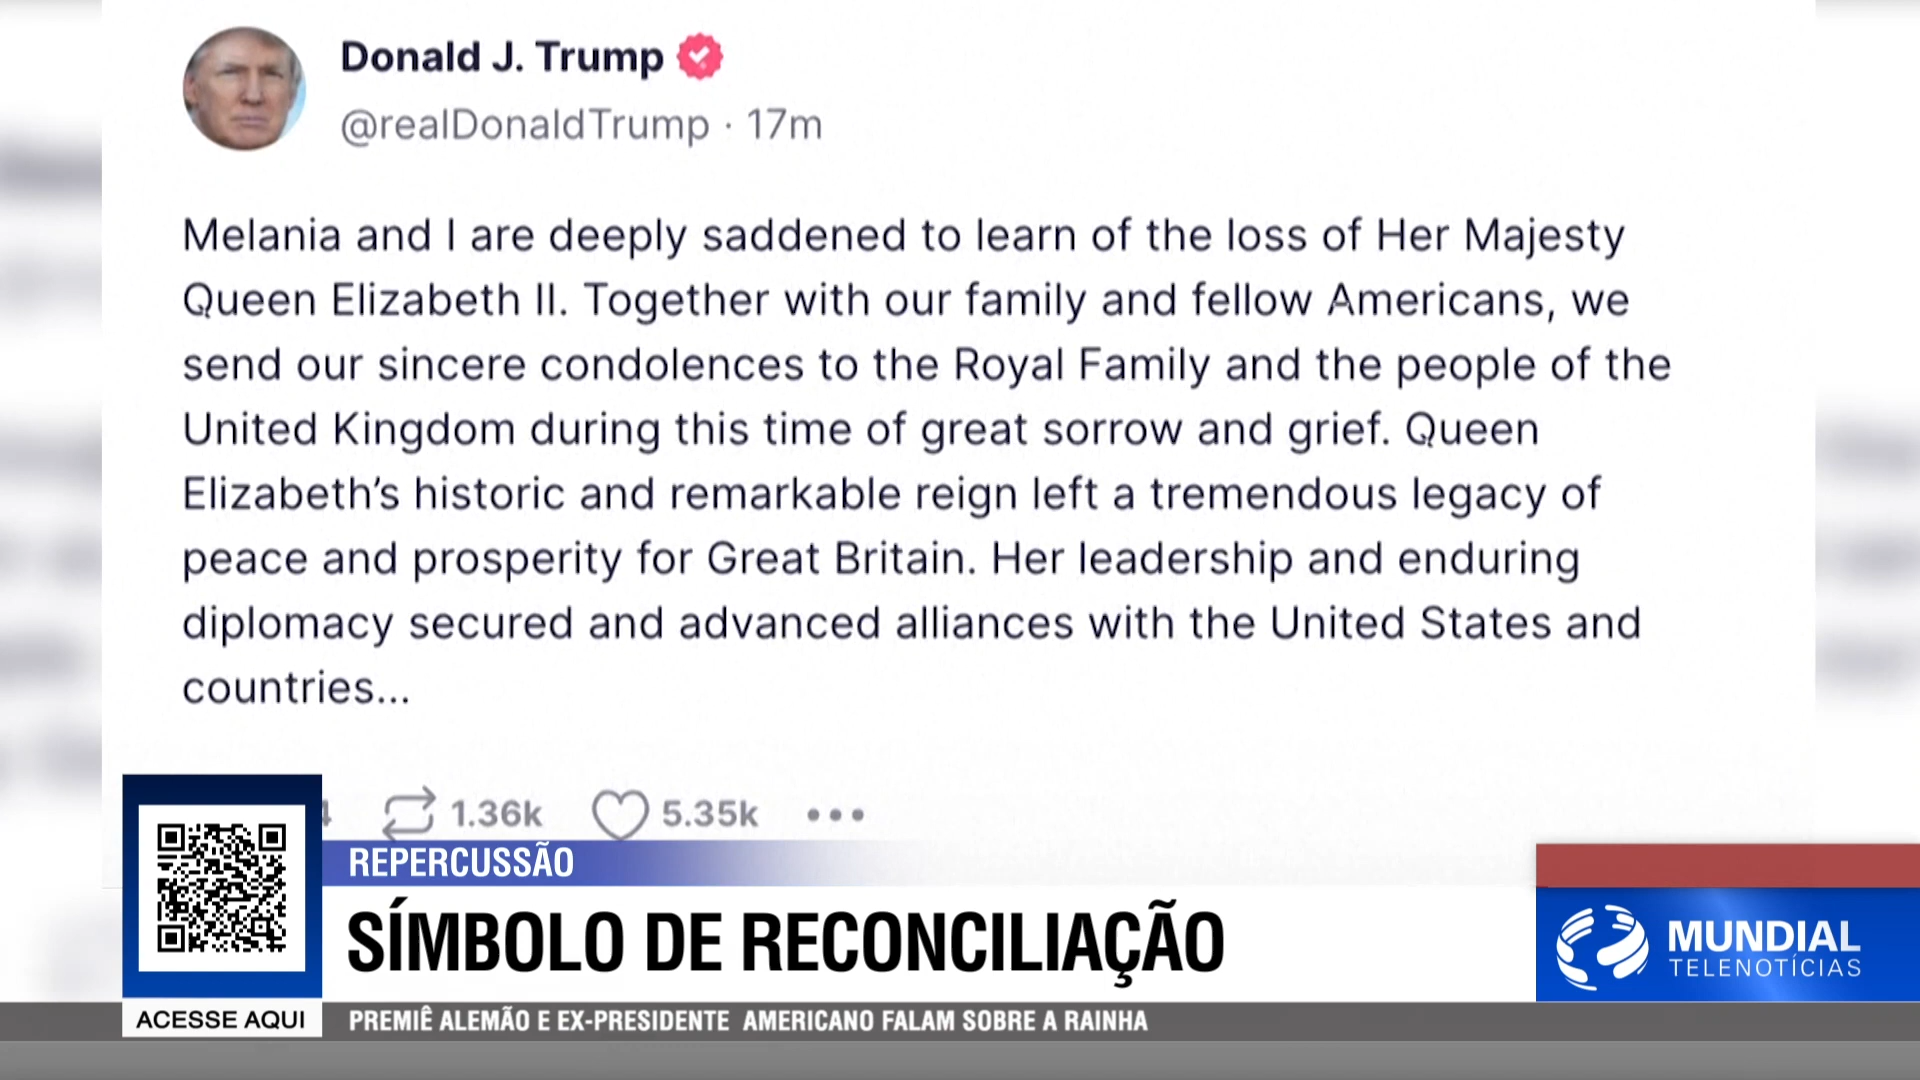 Donald J. Trump
@realDonaldTrump · 17m
Melania and I are deeply saddened to learn of the loss of Her Majesty
Queen Elizabeth II. Together with our family and fellow Americans, we
send our sincere condolences to the Royal Family and the people of the
United Kingdom during this time of great sorrow and grief. Queen
Elizabeth’s historic and remarkable reign left a tremendous legacy of
peace and prosperity for Great Britain. Her leadership and enduring
diplomacy secured and advanced alliances with the United States and
countries...
1.36k 5.35k
REPERCUSSÃO
SÍMBOLO DE RECONCILIAÇÃO
MUNDIAL
TELENOTÍCIAS
ACESSE AQUI
PREMIÊ ALEMÃO E EX-PRESIDENTE AMERICANO FALAM SOBRE A RAINHA